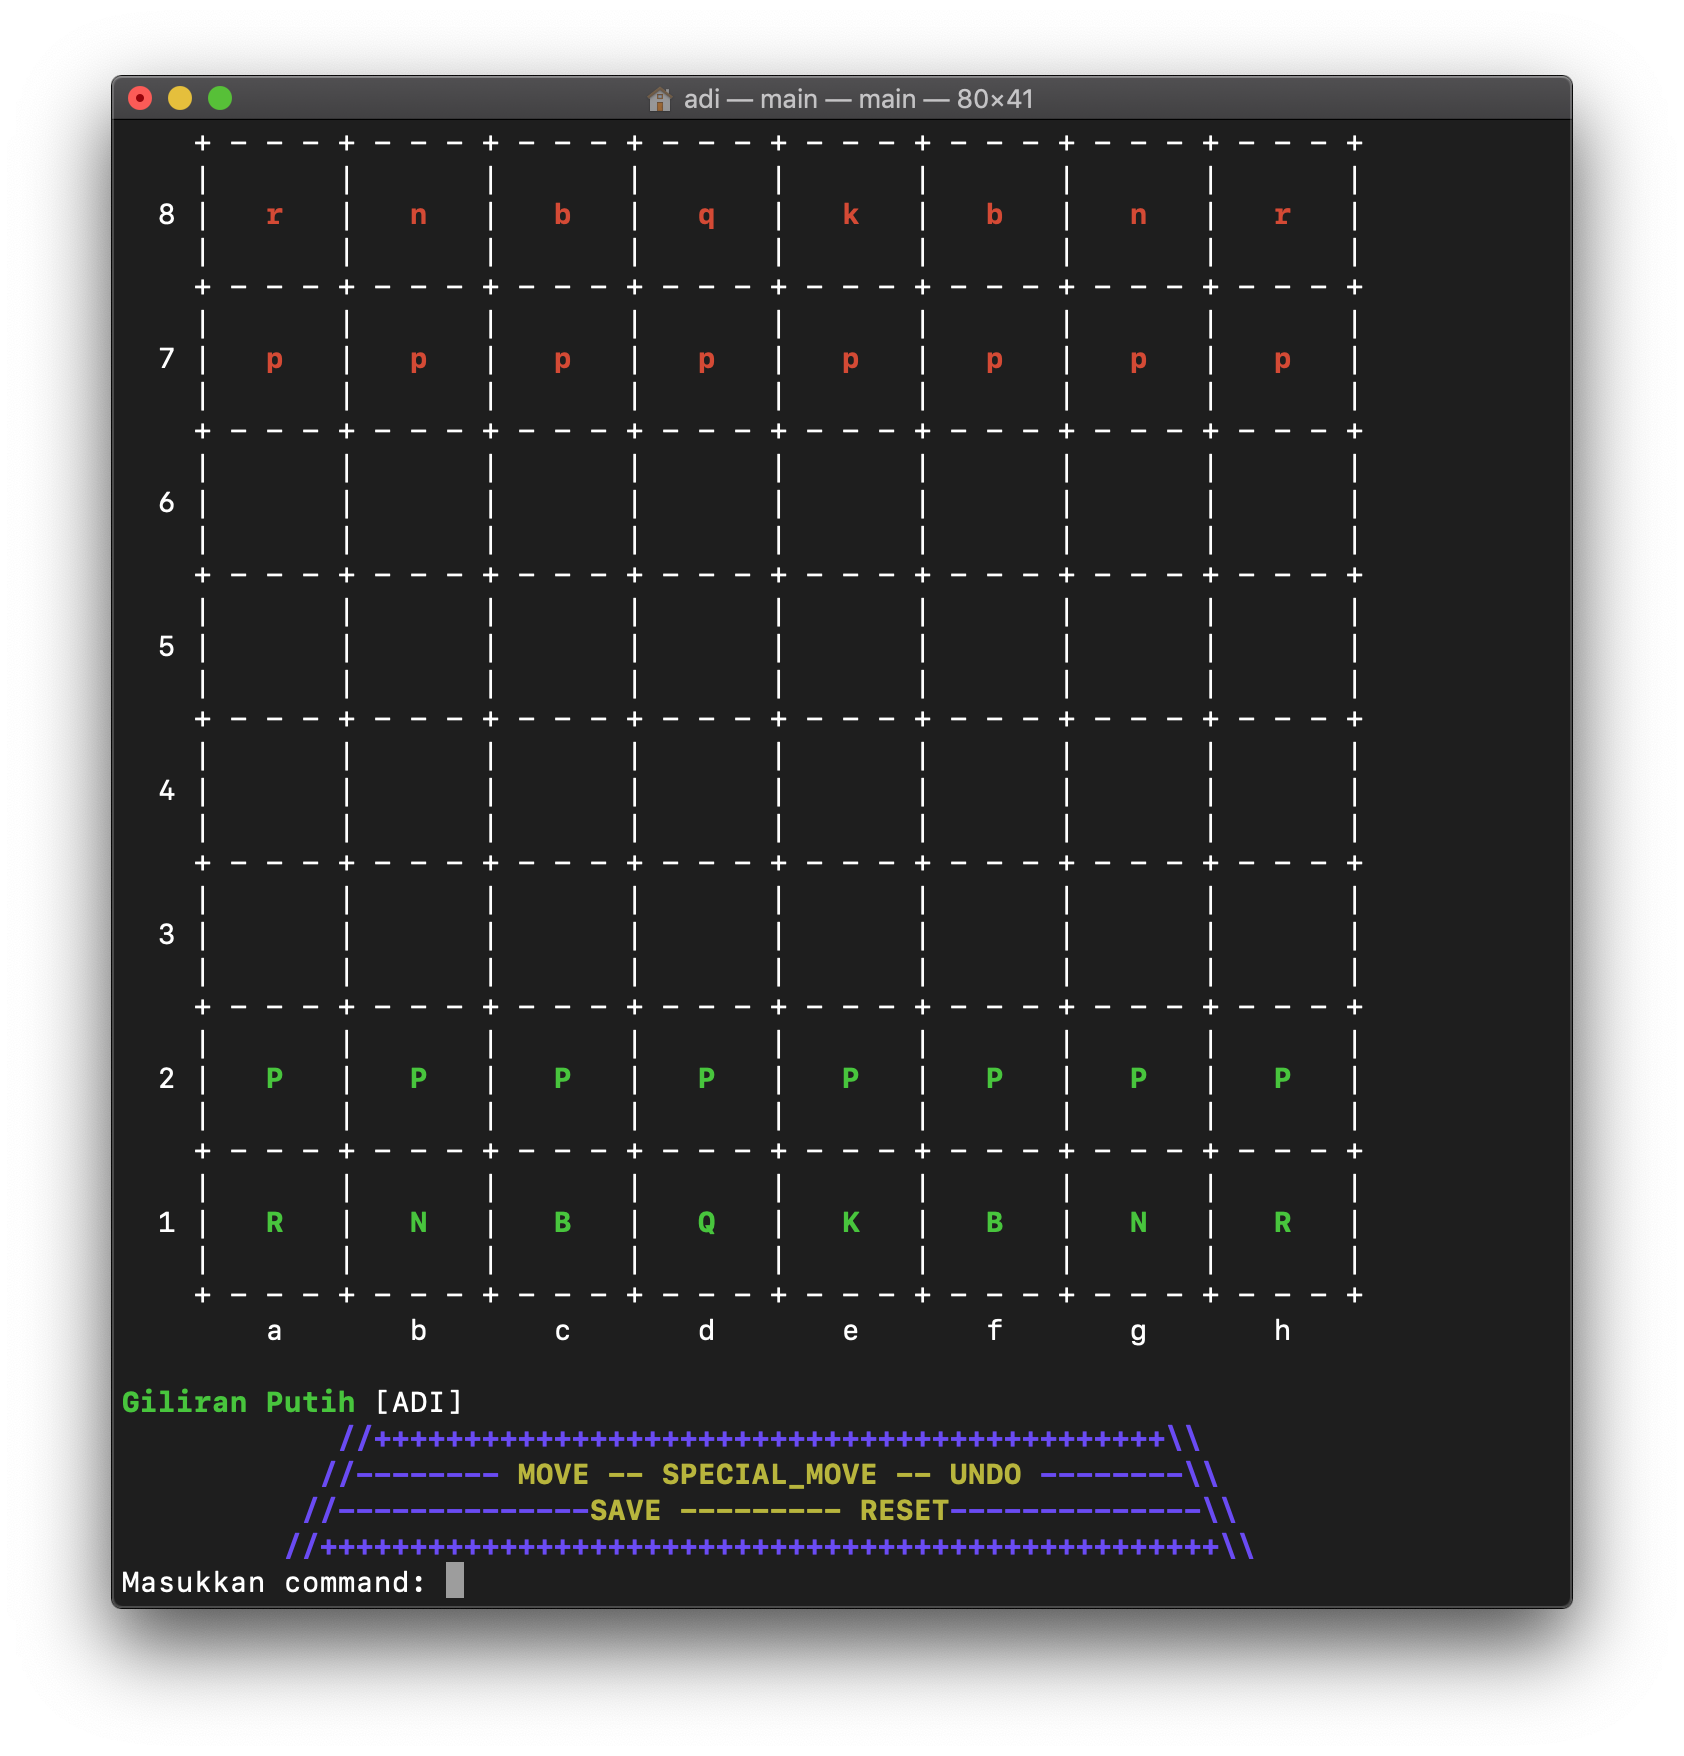 adi — main — main — 80×41
+ - - - + - - - + - - - + - - - + - - - + - - - + - - - + - - - +
| | | | | | | | |
8 | r | n | b | q | k | b | n | r |
| | | | | | | | |
+ - - - + - - - + - - - + - - - + - - - + - - - + - - - + - - - +
| | | | | | | | |
7 | p | p | p | p | p | p | p | p |
| | | | | | | | |
+ - - - + - - - + - - - + - - - + - - - + - - - + - - - + - - - +
| | | | | | | | |
6 | | | | | | | | |
| | | | | | | | |
+ - - - + - - - + - - - + - - - + - - - + - - - + - - - + - - - +
| | | | | | | | |
5 | | | | | | | | |
| | | | | | | | |
+ - - - + - - - + - - - + - - - + - - - + - - - + - - - + - - - +
| | | | | | | | |
4 | | | | | | | | |
| | | | | | | | |
+ - - - + - - - + - - - + - - - + - - - + - - - + - - - + - - - +
| | | | | | | | |
3 | | | | | | | | |
| | | | | | | | |
+ - - - + - - - + - - - + - - - + - - - + - - - + - - - + - - - +
| | | | | | | | |
2 | P | P | P | P | P | P | P | P |
| | | | | | | | |
+ - - - + - - - + - - - + - - - + - - - + - - - + - - - + - - - +
| | | | | | | | |
1 | R | N | B | Q | K | B | N | R |
| | | | | | | | |
+ - - - + - - - + - - - + - - - + - - - + - - - + - - - + - - - +
a b c d e f g h
Giliran Putih [ADI]
//++++++++++++++++++++++++++++++++++++++++++++\\
//-------- MOVE -- SPECIAL_MOVE -- UNDO --------\\
//--------------SAVE --------- RESET--------------\\
//++++++++++++++++++++++++++++++++++++++++++++++++++\\
Masukkan command: